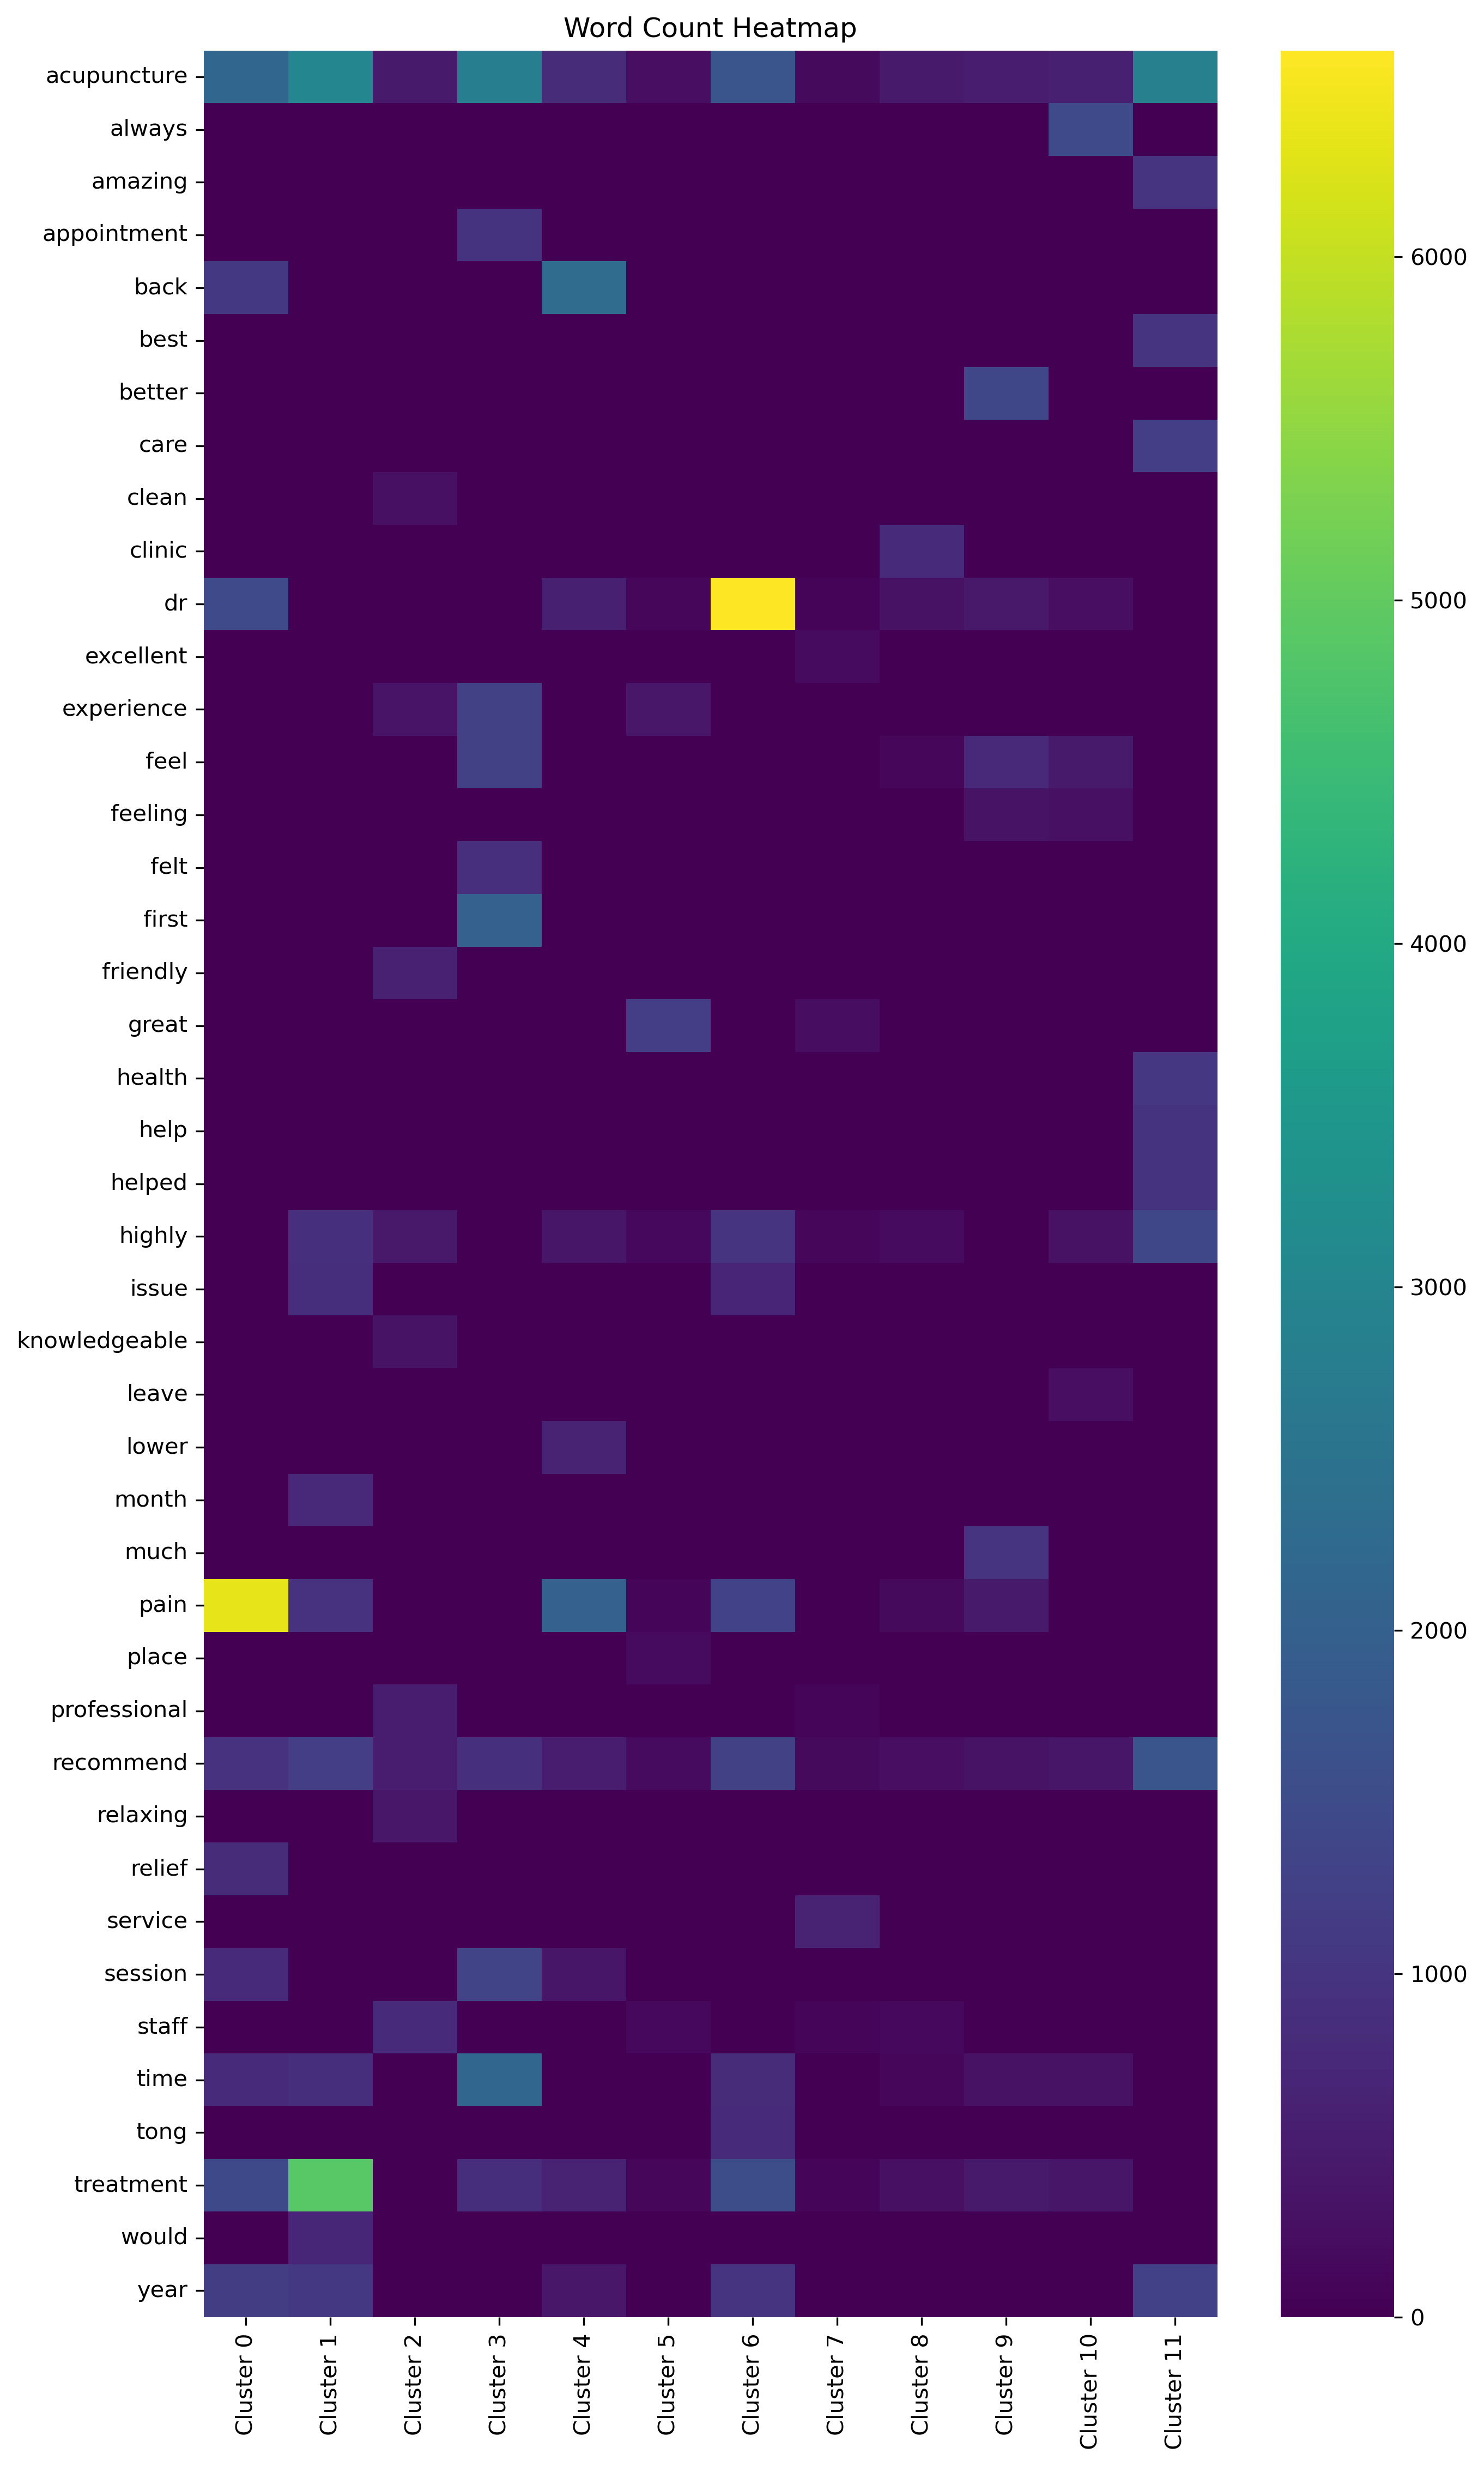 Word Count Heatmap
acupuncture
always
amazing
appointment
back
best
better
care
clean
clinic
dr
excellent
experience
feel
feeling
felt
first
friendly
great
health
help
helped
highly
issue
knowledgeable
leave
lower
month
much
pain
place
professional
recommend
relaxing
relief
service
session
staff
time
tong
treatment
would
year
Cluster 0
Cluster 1
Cluster 2
Cluster 3
Cluster 4
Cluster 5
Cluster 6
Cluster 7
Cluster 8
Cluster 9
Cluster 10
Cluster 11
6000
5000
4000
3000
2000
1000
0